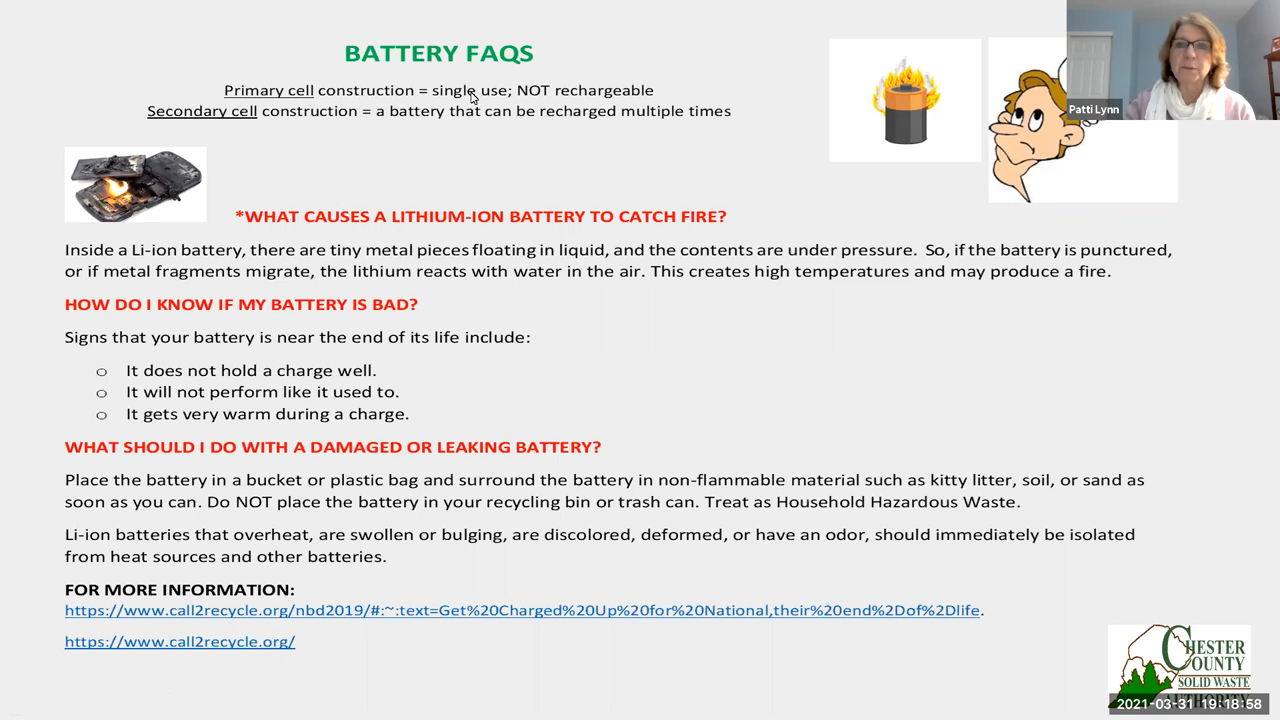 BATTERY FAQS
Primary cell construction = single use; NOT rechargeable
Secondary cell construction = a battery that can be recharged multiple times
Patti Lynn
*WHAT CAUSES A LITHIUM-ION BATTERY TO CATCH FIRE?
Inside a Li-ion battery, there are tiny metal pieces floating in liquid, and the contents are under pressure. So, if the battery is punctured,
or if metal fragments migrate, the lithium reacts with water in the air. This creates high temperatures and may produce a fire.
HOW DO I KNOW IF MY BATTERY IS BAD?
Signs that your battery is near the end of its life include:
o It does not hold a charge well.
o It will not perform like it used to.
o It gets very warm during a charge.
WHAT SHOULD I DO WITH A DAMAGED OR LEAKING BATTERY?
Place the battery in a bucket or plastic bag and surround the battery in non-flammable material such as kitty litter, soil, or sand as
soon as you can. Do NOT place the battery in your recycling bin or trash can. Treat as Household Hazardous Waste.
Li-ion batteries that overheat, are swollen or bulging, are discolored, deformed, or have an odor, should immediately be isolated
from heat sources and other batteries.
FOR MORE INFORMATION:
https://www.call2recycle.org/nbd2019/#:~:text=Get%20Charged%20Up%20for%20National,their%20end%2Dof%2Dlife.
https://www.call2recycle.org/
CHESTER
COUNTY
SOLID WASTE
AUTHORITY
2021-03-31 19:18:58